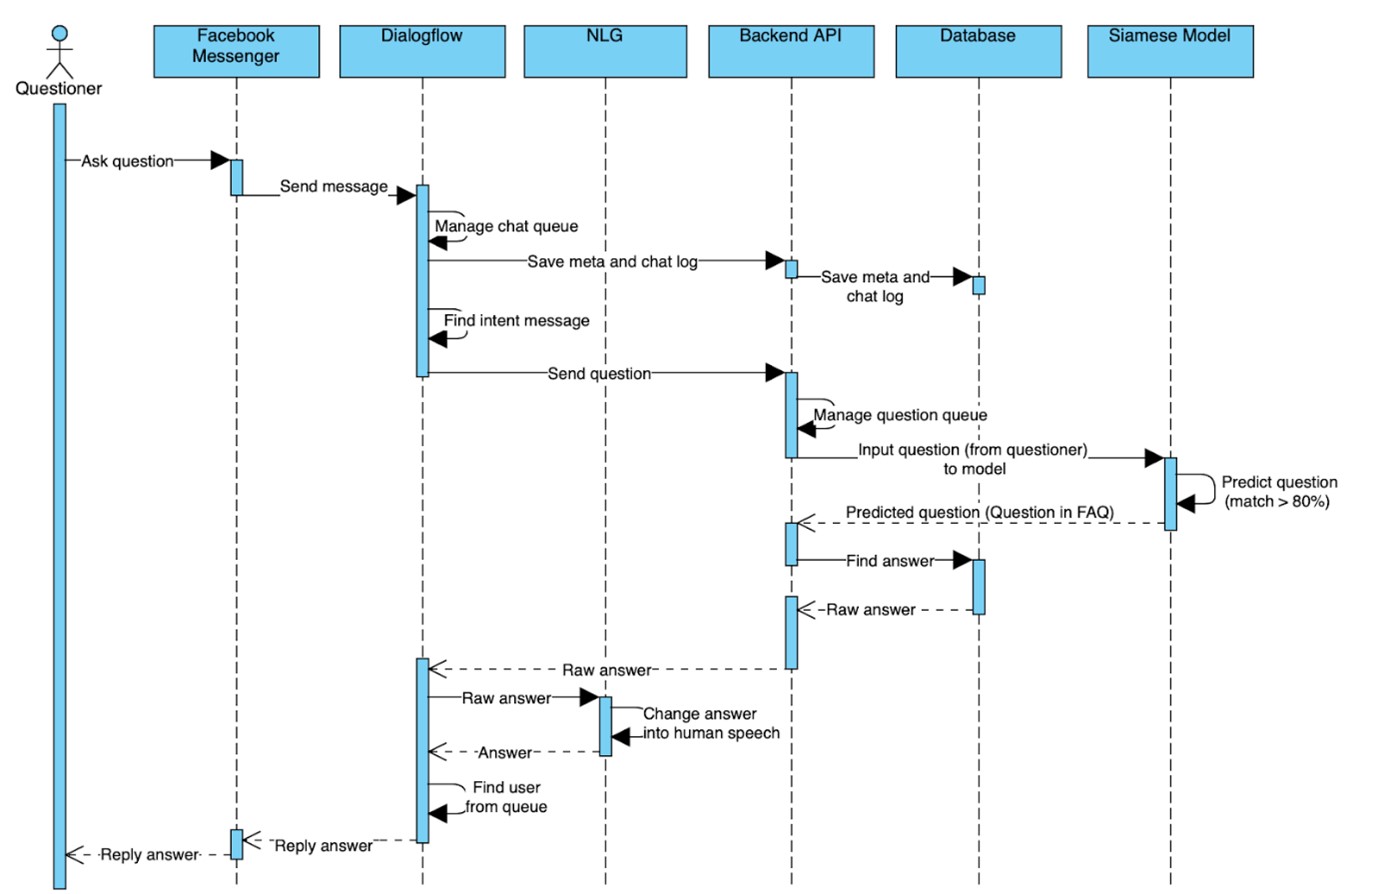 Questioner
Facebook
Messenger
Dialogflow
NLG
Backend API
Database
Siamese Model
Ask question
Send message
Manage chat queue
Save meta and chat log
Save meta and
chat log
Find intent message
Send question
Manage question queue
Input question (from questioner)
to model
Predict question
(match > 80%)
Predicted question (Question in FAQ)
Find answer
Raw answer
Raw answer
Raw answer
Change answer
into human speech
Answer
Find user
from queue
Reply answer
Reply answer